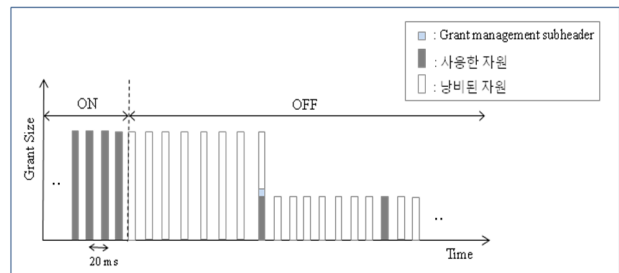 : Grant management subheader
: 사용한 자원
: 낭비된 자원
ON
OFF
Grant Size
..
..
Time
20 ms